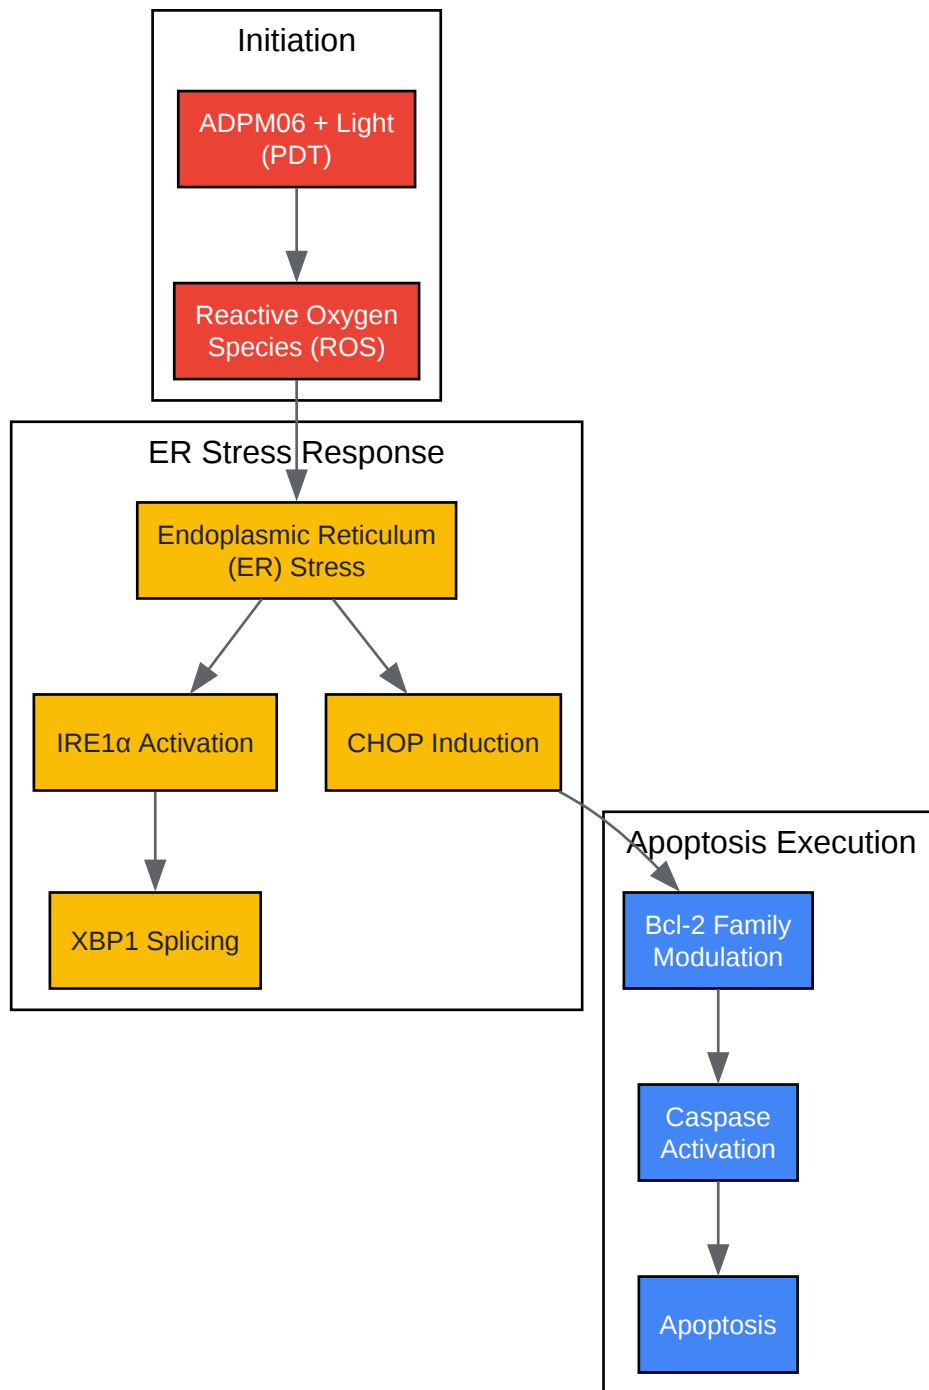 Initiation
ADPM06 + Light
(PDT)
Reactive Oxygen
Species (ROS)
ER Stress Response
Endoplasmic Reticulum
(ER) Stress
IRE1α Activation
CHOP Induction
XBP1 Splicing
Apoptosis Execution
Bcl-2 Family
Modulation
Caspase
Activation
Apoptosis